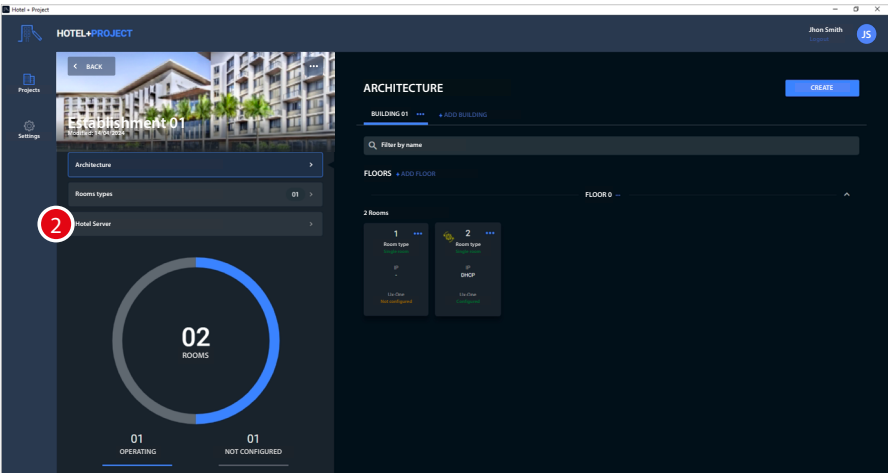 Hotel + Project
HOTEL+PROJECT
Jhon Smith
Logout
JS
Projects
Settings
BACK
Establishment 01
Modified: 14/04/2024
Architecture
Rooms types 01
2
Hotel Server
02
ROOMS
01
OPERATING
01
NOT CONFIGURED
ARCHITECTURE
CREATE
BUILDING 01 ••• + ADD BUILDING
Filter by name
FLOORS + ADD FLOOR
FLOOR 0
2 Rooms
1 •••
Room type
IP
-
Not configured
2 •••
Room type
IP
DHCP
Configured